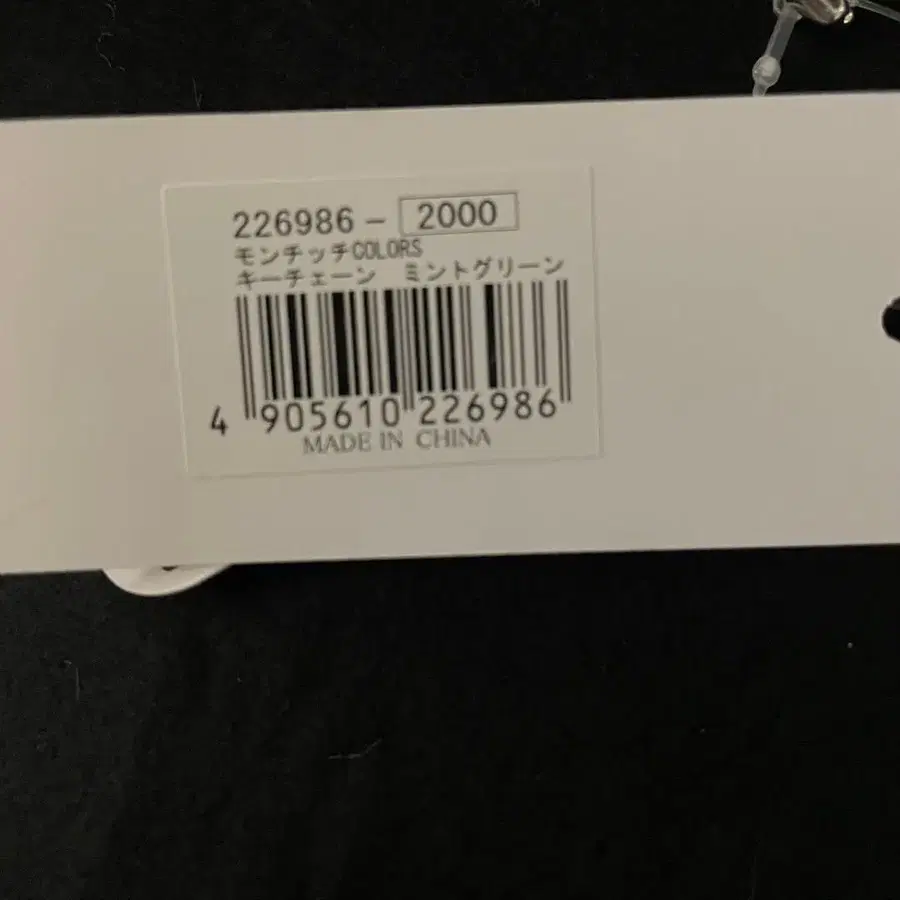 226986 - 2000
モンチッチCOLORS
キーチェーン　ミントグリーン
4 905610 226986
MADE IN CHINA